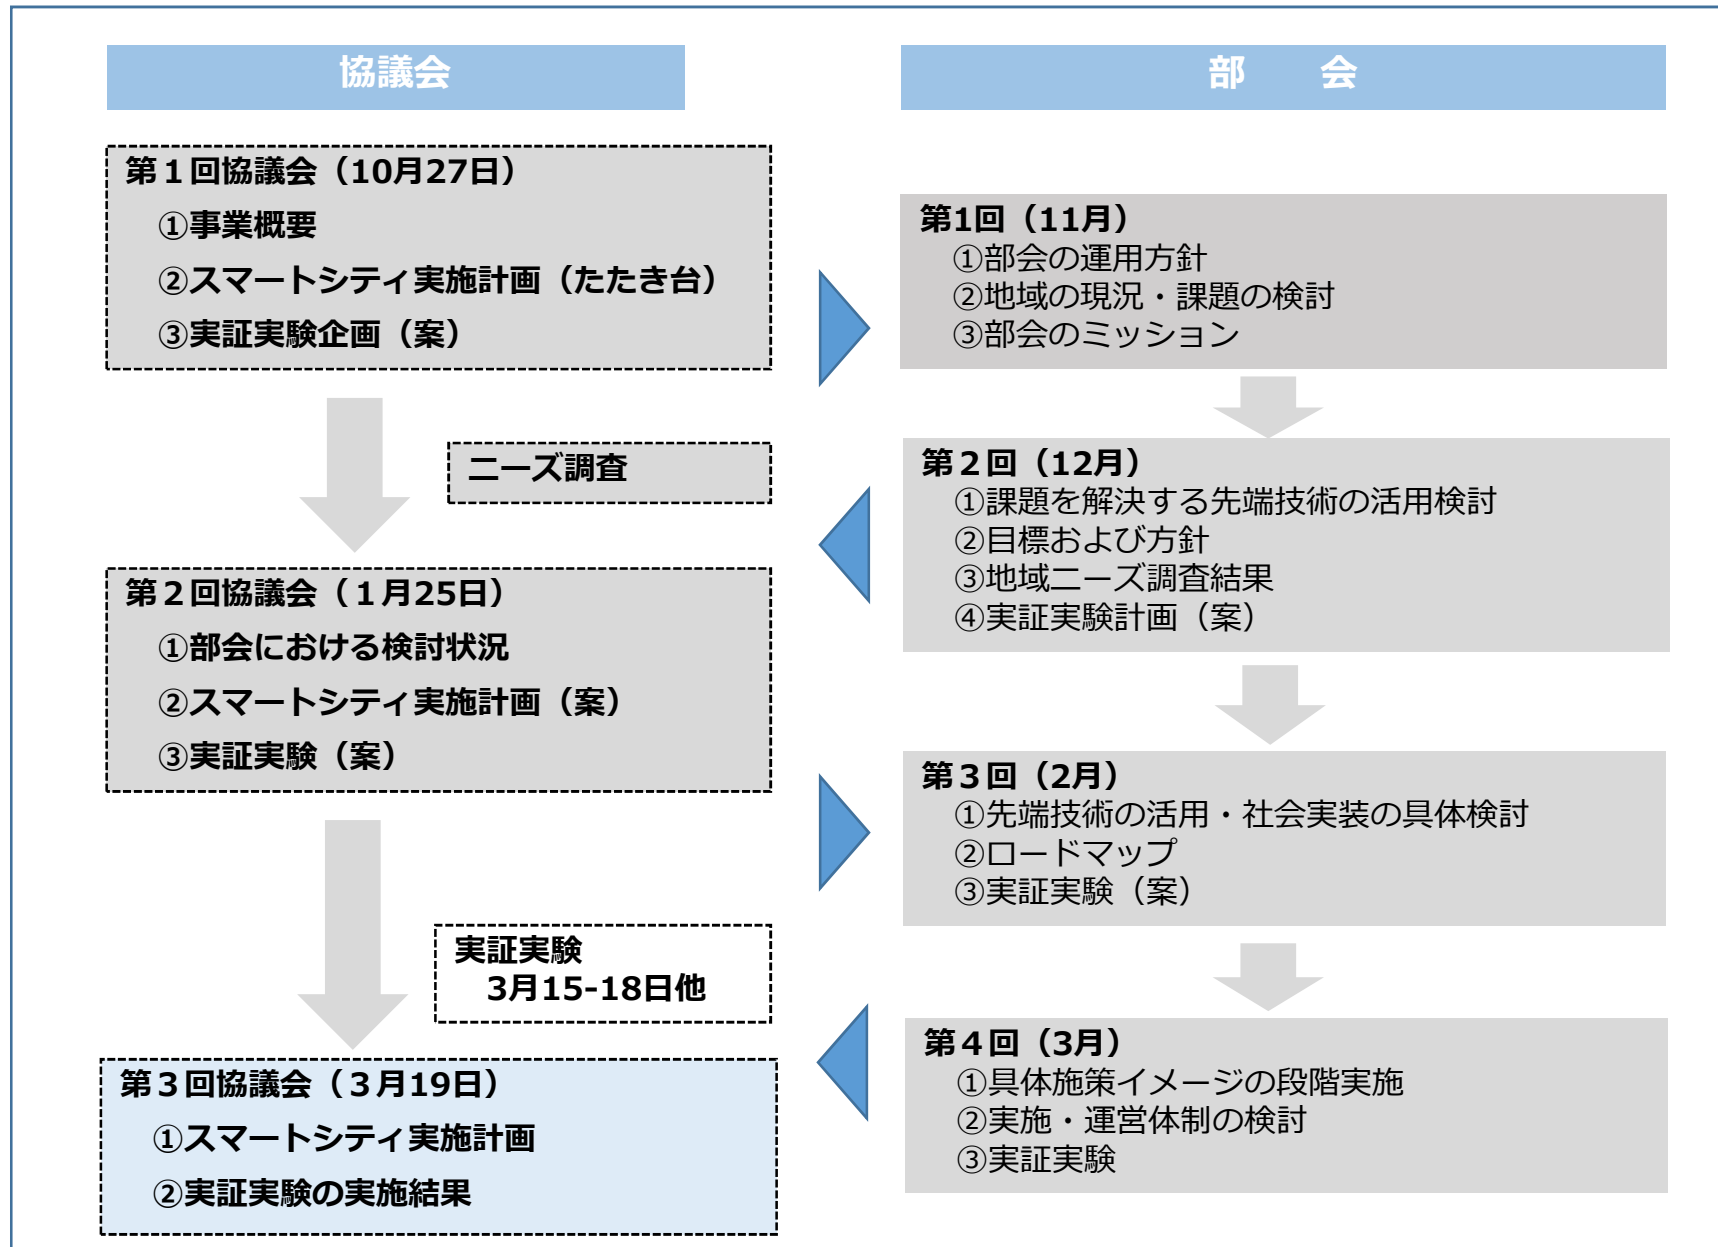 協議会
第１回協議会（10月27日）
①事業概要
②スマートシティ実施計画（たたき台）
③実証実験企画（案）
ニーズ調査
第２回協議会（１月25日）
①部会における検討状況
②スマートシティ実施計画（案）
③実証実験（案）
実証実験
3月15-18日他
第３回協議会（３月19日）
①スマートシティ実施計画
②実証実験の実施結果
部　　会
第1回（11月）
①部会の運用方針
②地域の現況・課題の検討
③部会のミッション
第２回（12月）
①課題を解決する先端技術の活用検討
②目標および方針
③地域ニーズ調査結果
④実証実験計画（案）
第３回（2月）
①先端技術の活用・社会実装の具体検討
②ロードマップ
③実証実験（案）
第４回（3月）
①具体施策イメージの段階実施
②実施・運営体制の検討
③実証実験